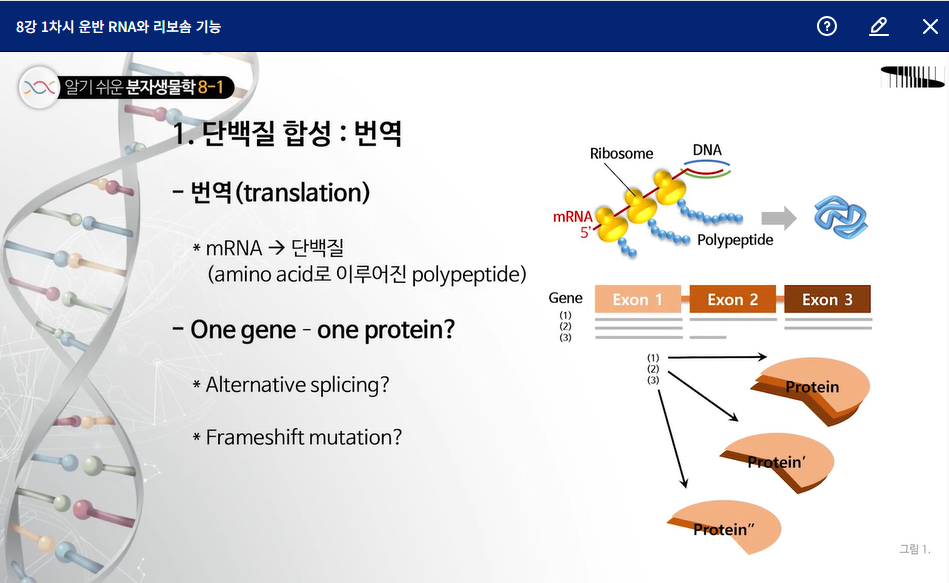 8강 1차시 운반 RNA와 리보솜 기능
알기 쉬운 분자생물학 8-1
1. 단백질 합성 : 번역
- 번역(translation)
* mRNA → 단백질
(amino acid로 이루어진 polypeptide)
- One gene - one protein?
* Alternative splicing?
* Frameshift mutation?
Ribosome
DNA
mRNA
5'
Polypeptide
Gene
Exon 1
Exon 2
Exon 3
(1)
(2)
(3)
(1)
(2)
(3)
Protein
Protein′
Protein″
그림 1.